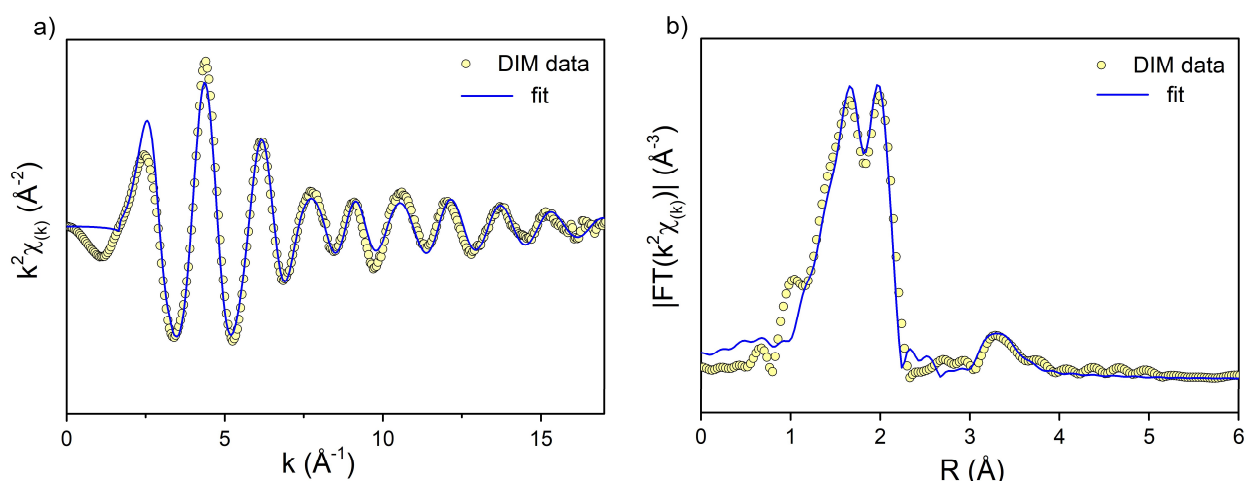 a)
DIM data
fit
k²χ₍ₖ₎ (Å⁻²)
0
5
10
15
k (Å⁻¹)
b)
DIM data
fit
|FT(k²χ₍ₖ₎)| (Å⁻³)
0
1
2
3
4
5
6
R (Å)